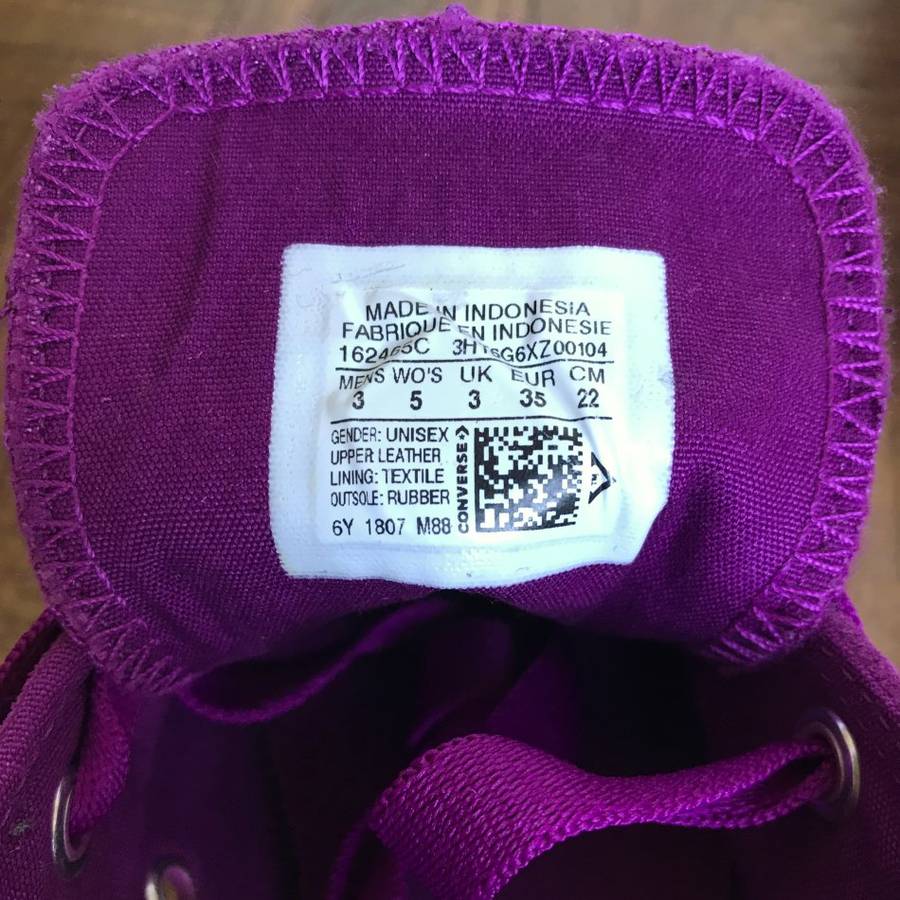 MADE IN INDONESIA
FABRIQUE EN INDONESIE
162465C 3HTSG6XZ00104
MENS WO'S UK EUR CM
3 5 3 35 22
GENDER: UNISEX
UPPER: LEATHER
LINING: TEXTILE
OUTSOLE: RUBBER
6Y 1807 M88
CONVERSE